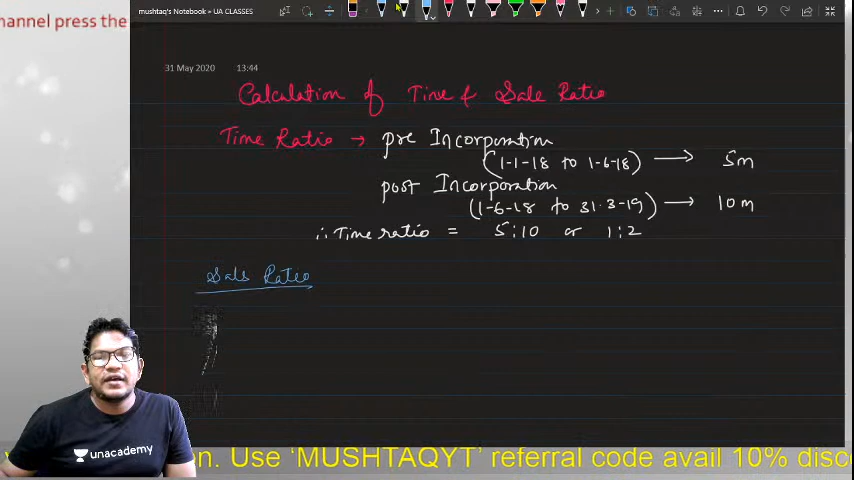 hannel press the
mushtaq's Notebook » UA CLASSES
31 May 2020 13:44
Calculation of Time & Sale Ratio
Time Ratio → pre Incorporation
(1-1-18 to 1-6-18) → 5m
post Incorporation
(1-6-18 to 31-3-19) → 10m
∴ Time ratio = 5:10 or 1:2
Sals Ratio
unacademy
n. Use 'MUSHTAQYT' referral code avail 10% disc